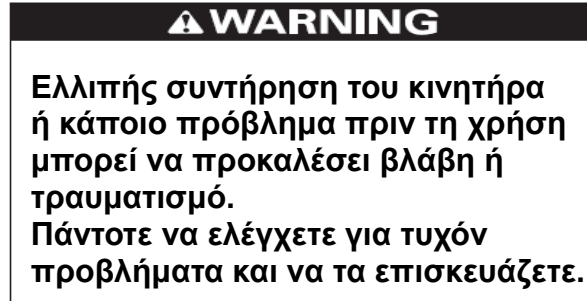 WARNING
Ελλιπής συντήρηση του κινητήρα
ή κάποιο πρόβλημα πριν τη χρήση
μπορεί να προκαλέσει βλάβη ή
τραυματισμό.
Πάντοτε να ελέγχετε για τυχόν
προβλήματα και να τα επισκευάζετε.